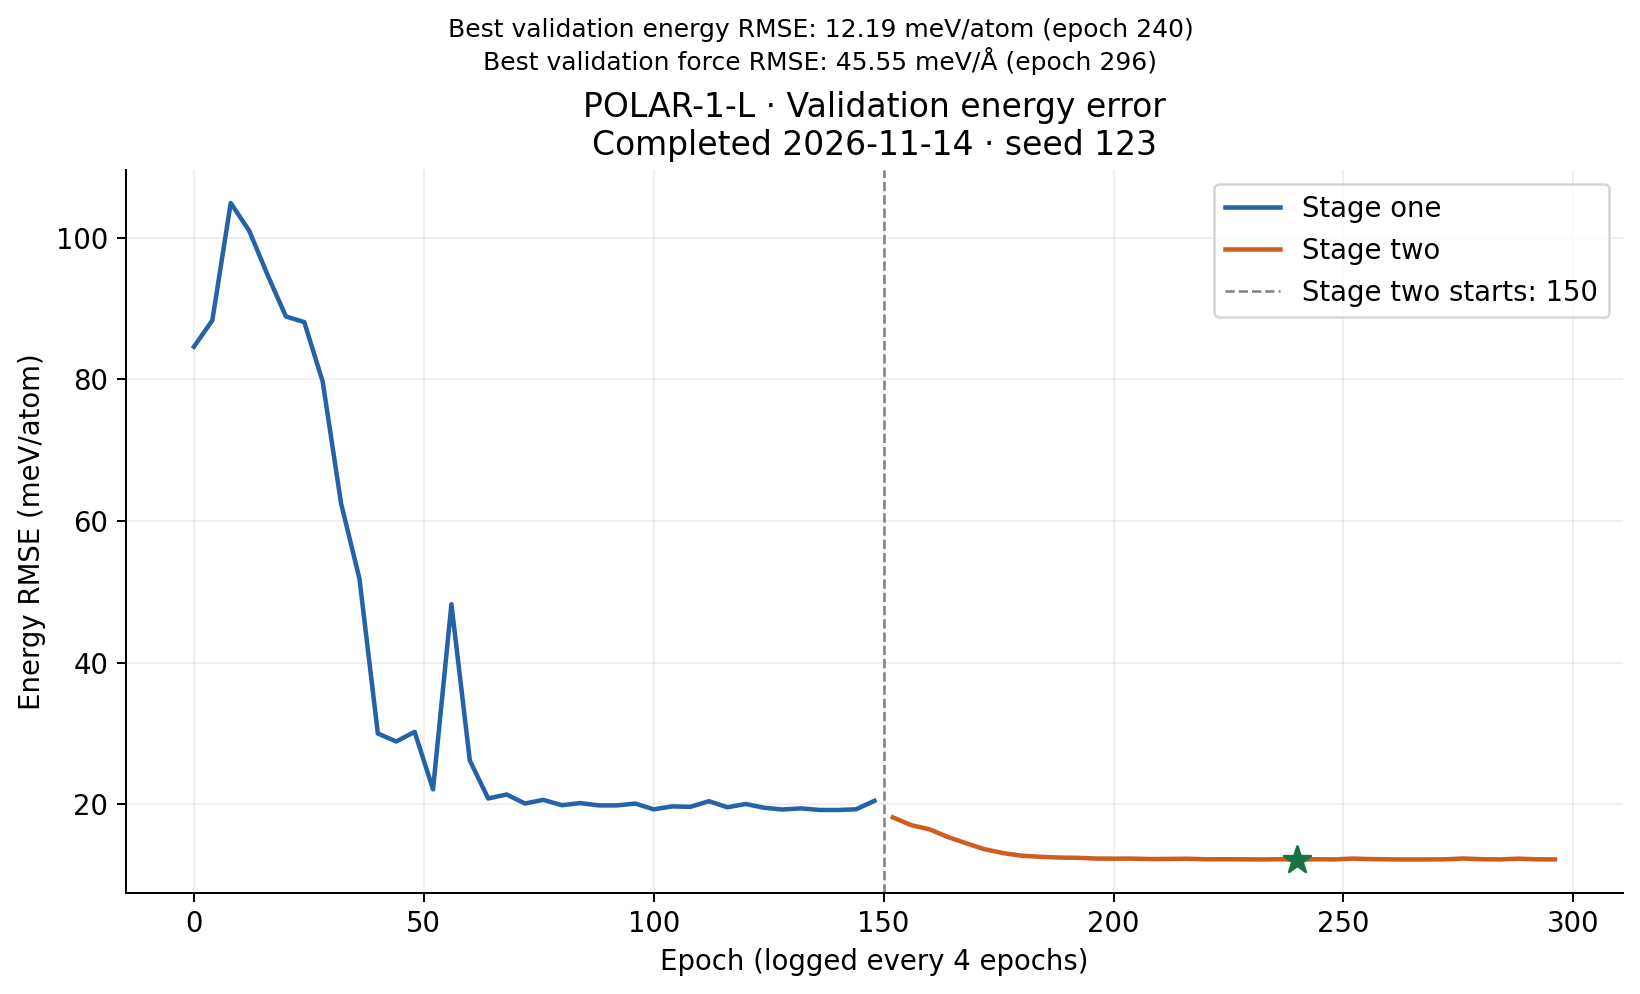 Best validation energy RMSE: 12.19 meV/atom (epoch 240)
Best validation force RMSE: 45.55 meV/Å (epoch 296)
POLAR-1-L · Validation energy error
Completed 2026-11-14 · seed 123
Stage one
Stage two
Stage two starts: 150
Energy RMSE (meV/atom)
100
80
60
40
20
0
50
100
150
200
250
300
Epoch (logged every 4 epochs)